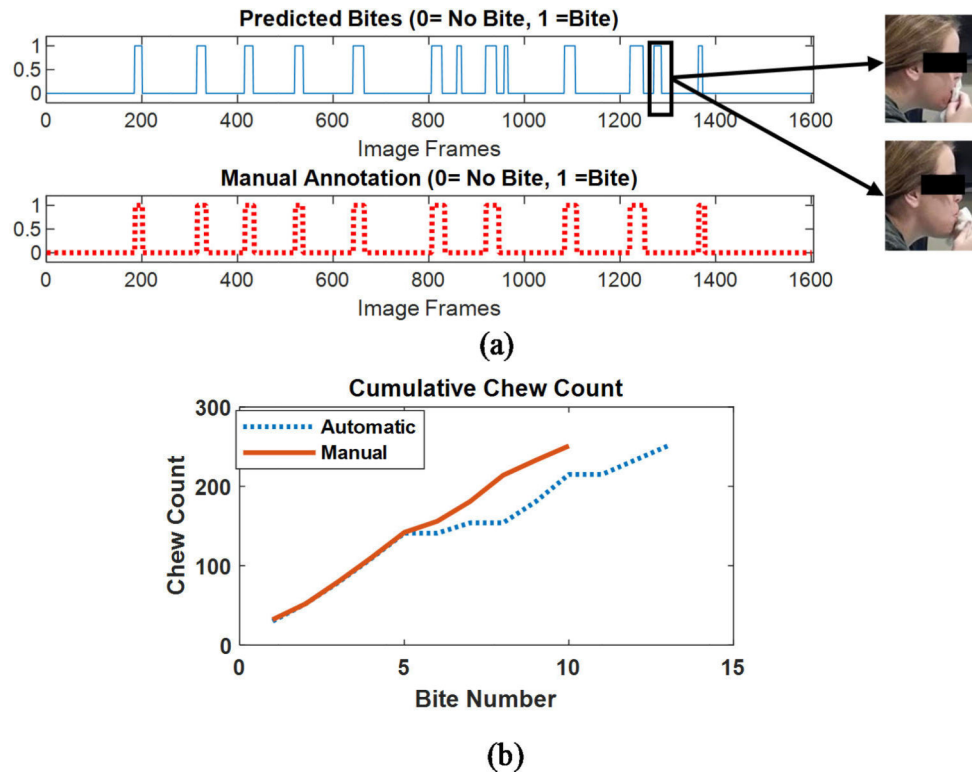 Predicted Bites (0= No Bite, 1 =Bite)
1
0.5
0
0 200 400 600 800 1000 1200 1400 1600
Image Frames
Manual Annotation (0= No Bite, 1 =Bite)
1
0.5
0
0 200 400 600 800 1000 1200 1400 1600
Image Frames
(a)
Cumulative Chew Count
300
Automatic
Manual
200
Chew Count
100
0
0 5 10 15
Bite Number
(b)